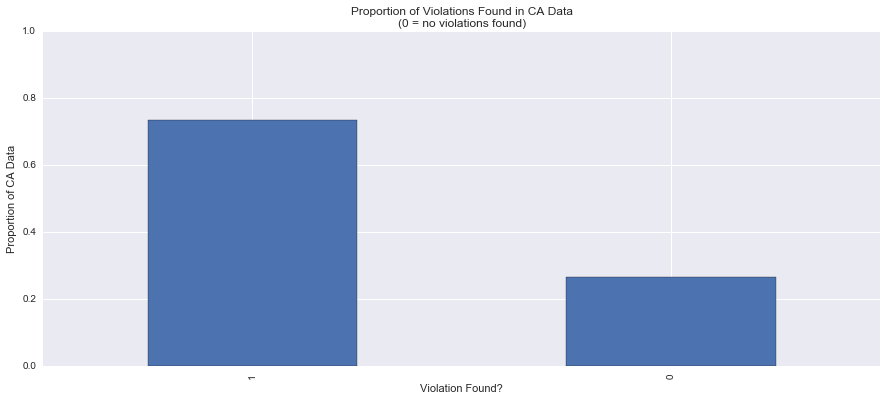 Proportion of Violations Found in CA Data
(0 = no violations found)
1.0
0.8
0.6
0.4
0.2
0.0
Proportion of CA Data
1
0
Violation Found?